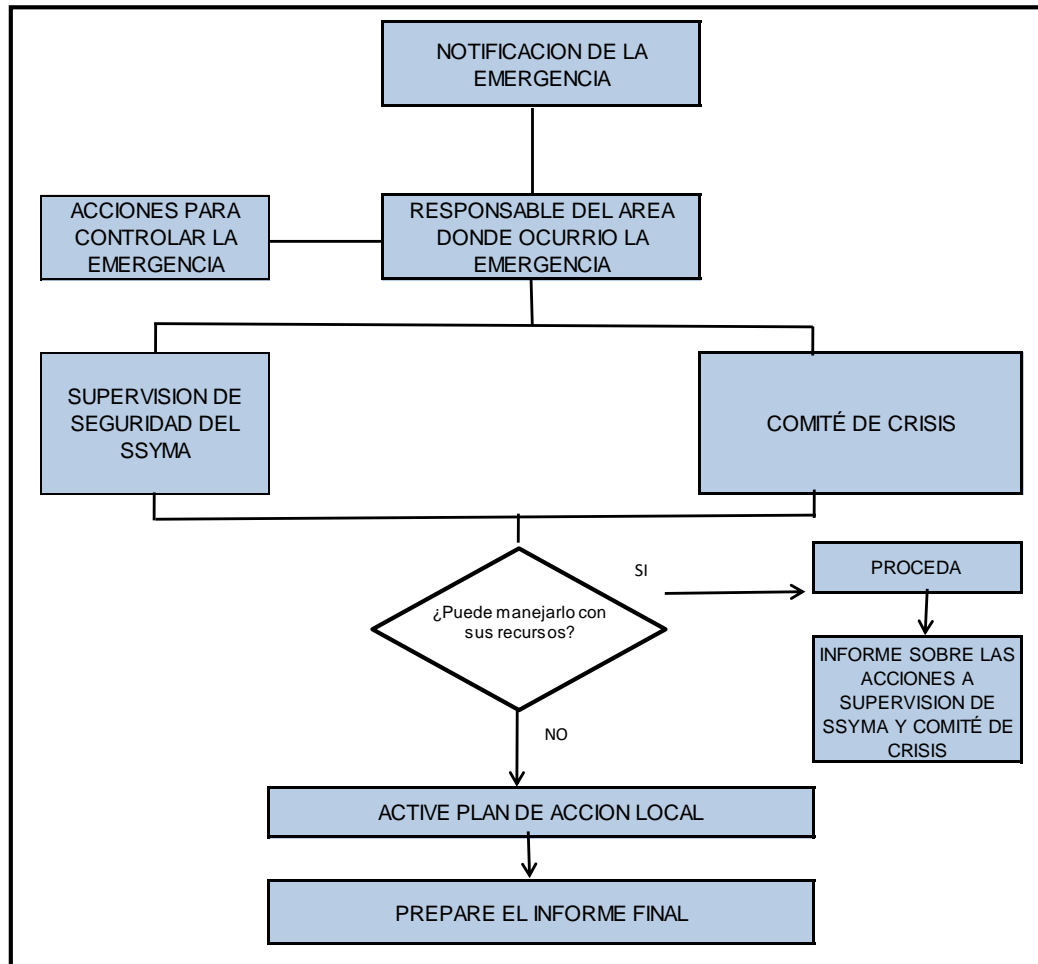 NOTIFICACION DE LA
EMERGENCIA
ACCIONES PARA
CONTROLAR LA
EMERGENCIA
RESPONSABLE DEL AREA
DONDE OCURRIO LA
EMERGENCIA
SUPERVISION DE
SEGURIDAD DEL
SSYMA
COMITÉ DE CRISIS
¿Puede manejarlo con
sus recursos?
SI
PROCEDA
INFORME SOBRE LAS
ACCIONES A
SUPERVISION DE
SSYMA Y COMITÉ DE
CRISIS
NO
ACTIVE PLAN DE ACCION LOCAL
PREPARE EL INFORME FINAL